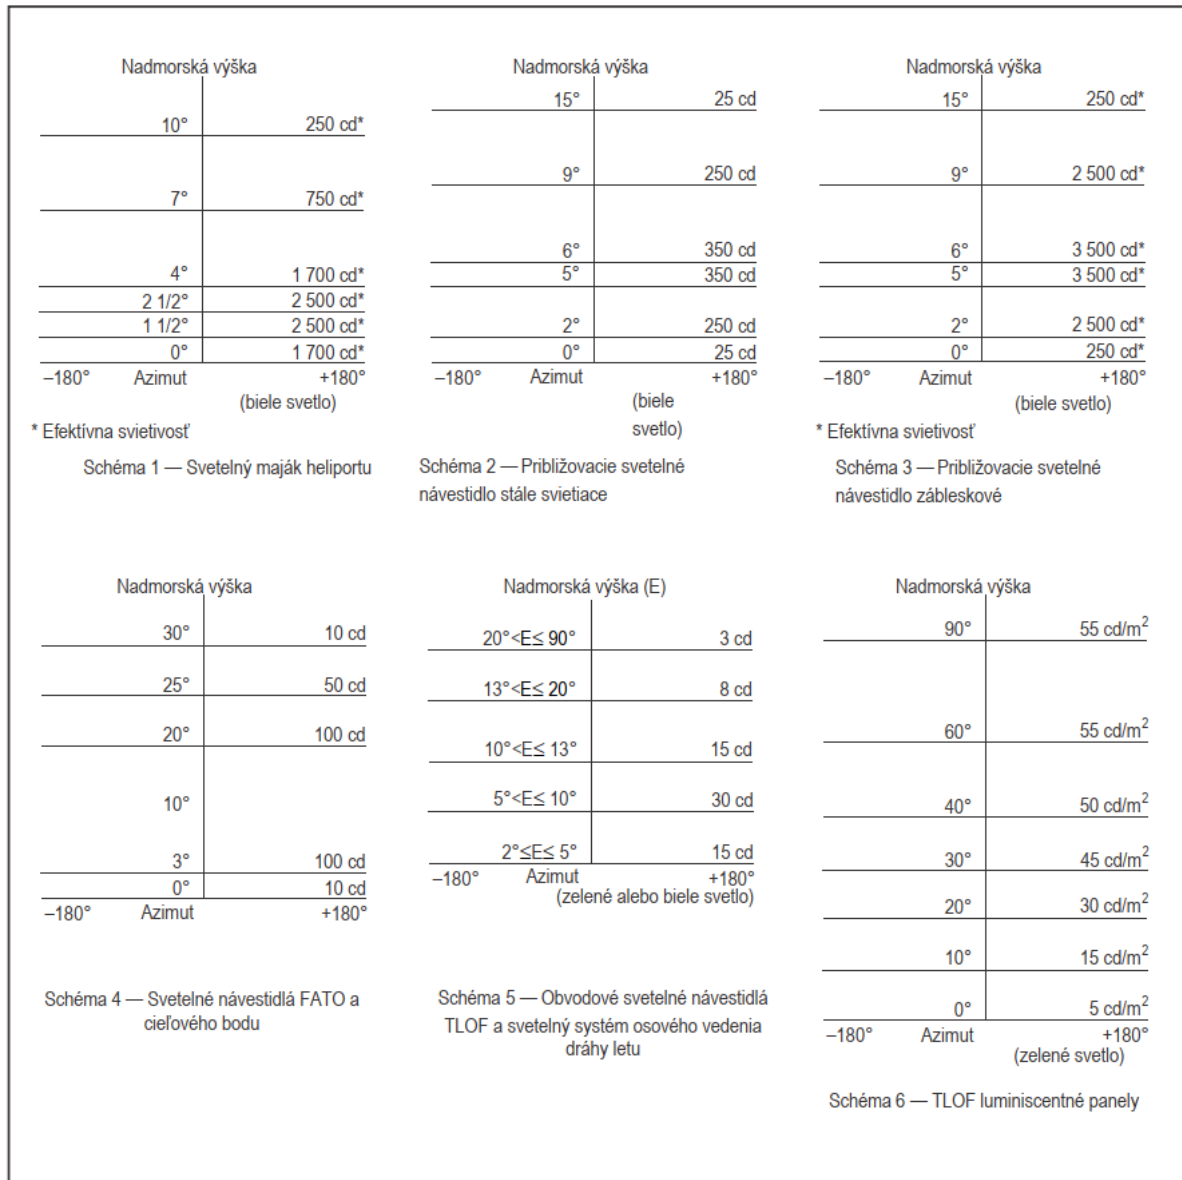 Nadmorská výška
10° 250 cd*
7° 750 cd*
4° 1 700 cd*
2 1/2° 2 500 cd*
1 1/2° 2 500 cd*
0° 1 700 cd*
–180° Azimut +180°
(biele svetlo)
* Efektívna svietivosť
Schéma 1 — Svetelný maják heliportu
Nadmorská výška
15° 25 cd
9° 250 cd
6° 350 cd
5° 350 cd
2° 250 cd
0° 25 cd
–180° Azimut +180°
(biele
svetlo)
Schéma 2 — Približovacie svetelné
návestidlo stále svietiace
Nadmorská výška
15° 250 cd*
9° 2 500 cd*
6° 3 500 cd*
5° 3 500 cd*
2° 2 500 cd*
0° 250 cd*
–180° Azimut +180°
(biele svetlo)
* Efektívna svietivosť
Schéma 3 — Približovacie svetelné
návestidlo zábleskové
Nadmorská výška
30° 10 cd
25° 50 cd
20° 100 cd
10°
3° 100 cd
0° 10 cd
–180° Azimut +180°
Schéma 4 — Svetelné návestidlá FATO a
cieľového bodu
Nadmorská výška (E)
20°<E≤ 90° 3 cd
13°<E≤ 20° 8 cd
10°<E≤ 13° 15 cd
5°<E≤ 10° 30 cd
2°≤E≤ 5° 15 cd
–180° Azimut +180°
(zelené alebo biele svetlo)
Schéma 5 — Obvodové svetelné návestidlá
TLOF a svetelný systém osového vedenia
dráhy letu
Nadmorská výška
90° 55 cd/m²
60° 55 cd/m²
40° 50 cd/m²
30° 45 cd/m²
20° 30 cd/m²
10° 15 cd/m²
0° 5 cd/m²
–180° Azimut +180°
(zelené svetlo)
Schéma 6 — TLOF luminiscentné panely